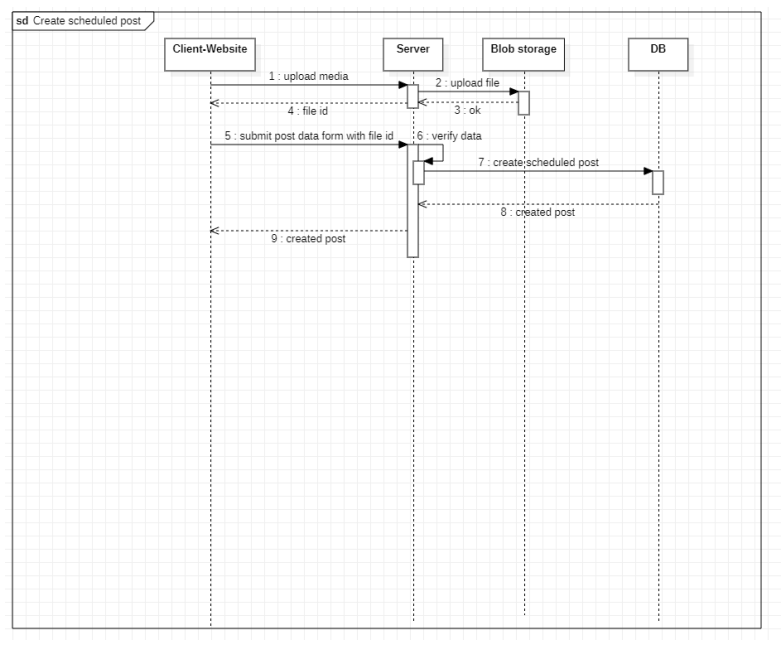 sd Create scheduled post
Client-Website
Server
Blob storage
DB
1 : upload media
2 : upload file
3 : ok
4 : file id
5 : submit post data form with file id
6 : verify data
7 : create scheduled post
8 : created post
9 : created post